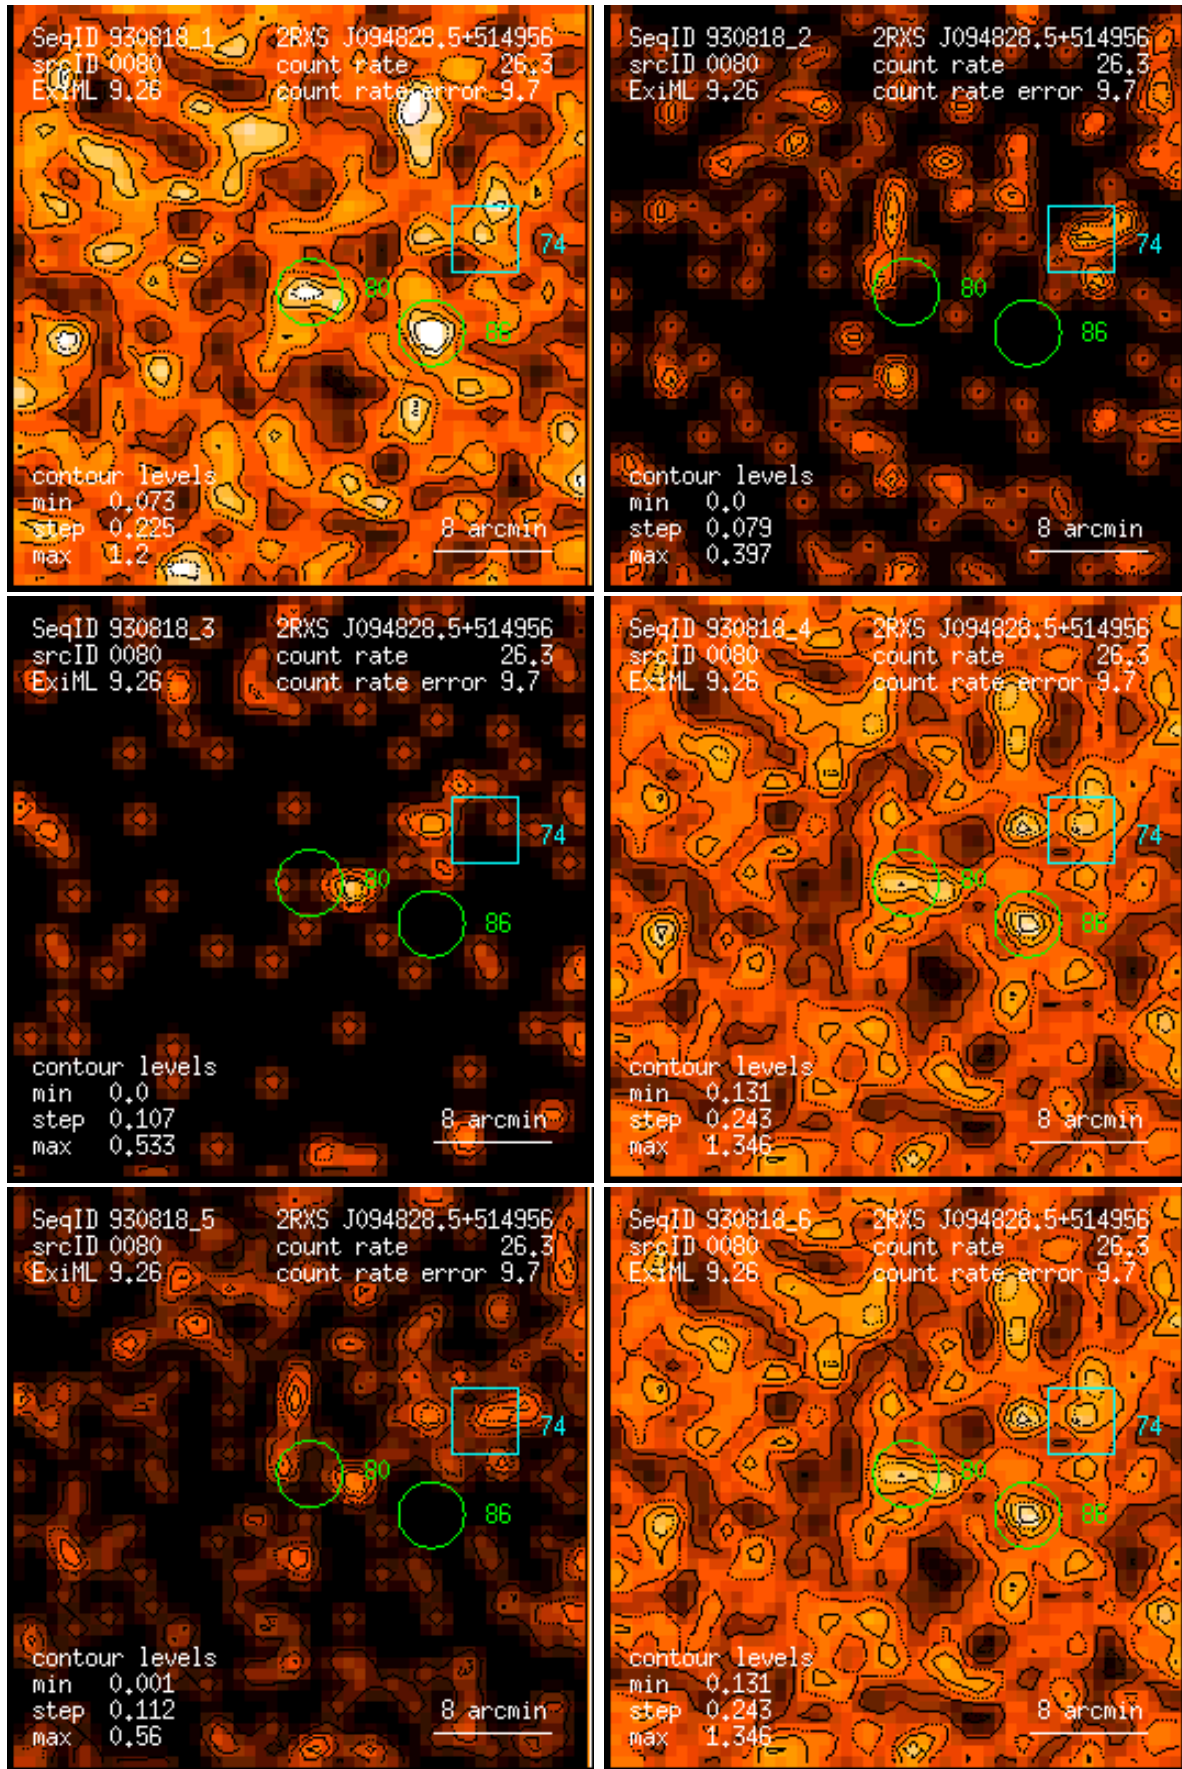 SeqID 930818_1 2RXS J094828.5+514956
srcID 0080 count rate 26.3
ExiML 9.26 count rate error 9.7
74
80
86
contour levels
min 0.073
step 0.225
max 1.2
8 arcmin
SeqID 930818_2 2RXS J094828.5+514956
srcID 0080 count rate 26.3
ExiML 9.26 count rate error 9.7
74
80
86
contour levels
min 0.0
step 0.079
max 0.397
8 arcmin
SeqID 930818_3 2RXS J094828.5+514956
srcID 0080 count rate 26.3
ExiML 9.26 count rate error 9.7
74
80
86
contour levels
min 0.0
step 0.107
max 0.533
8 arcmin
SeqID 930818_4 2RXS J094828.5+514956
srcID 0080 count rate 26.3
ExiML 9.26 count rate error 9.7
74
80
86
contour levels
min 0.131
step 0.243
max 1.346
8 arcmin
SeqID 930818_5 2RXS J094828.5+514956
srcID 0080 count rate 26.3
ExiML 9.26 count rate error 9.7
74
80
86
contour levels
min 0.001
step 0.112
max 0.56
8 arcmin
SeqID 930818_6 2RXS J094828.5+514956
srcID 0080 count rate 26.3
ExiML 9.26 count rate error 9.7
74
80
86
contour levels
min 0.131
step 0.243
max 1.346
8 arcmin